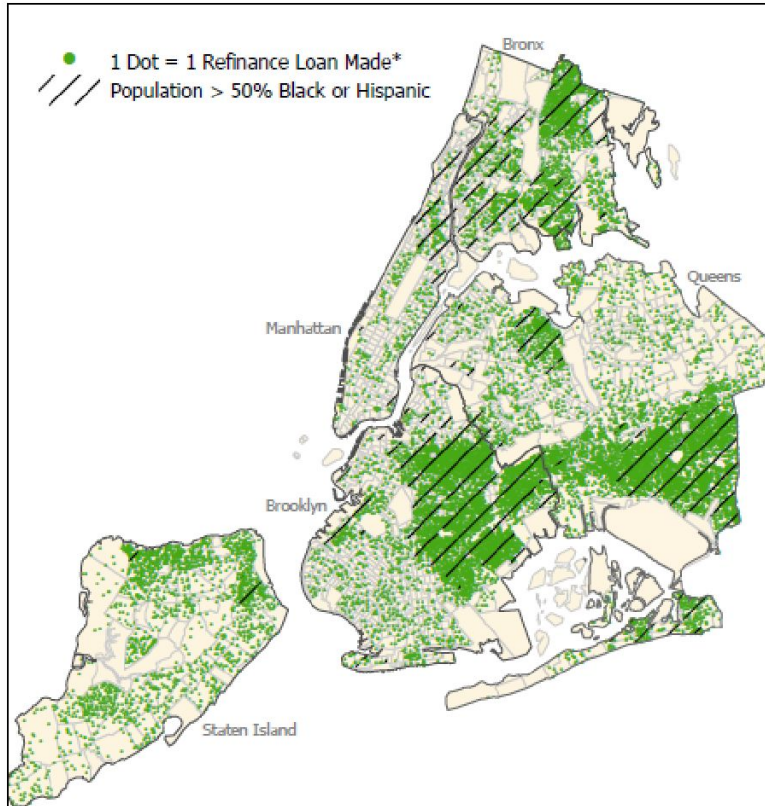 1 Dot = 1 Refinance Loan Made*
Population > 50% Black or Hispanic
Bronx
Queens
Manhattan
Brooklyn
Staten Island